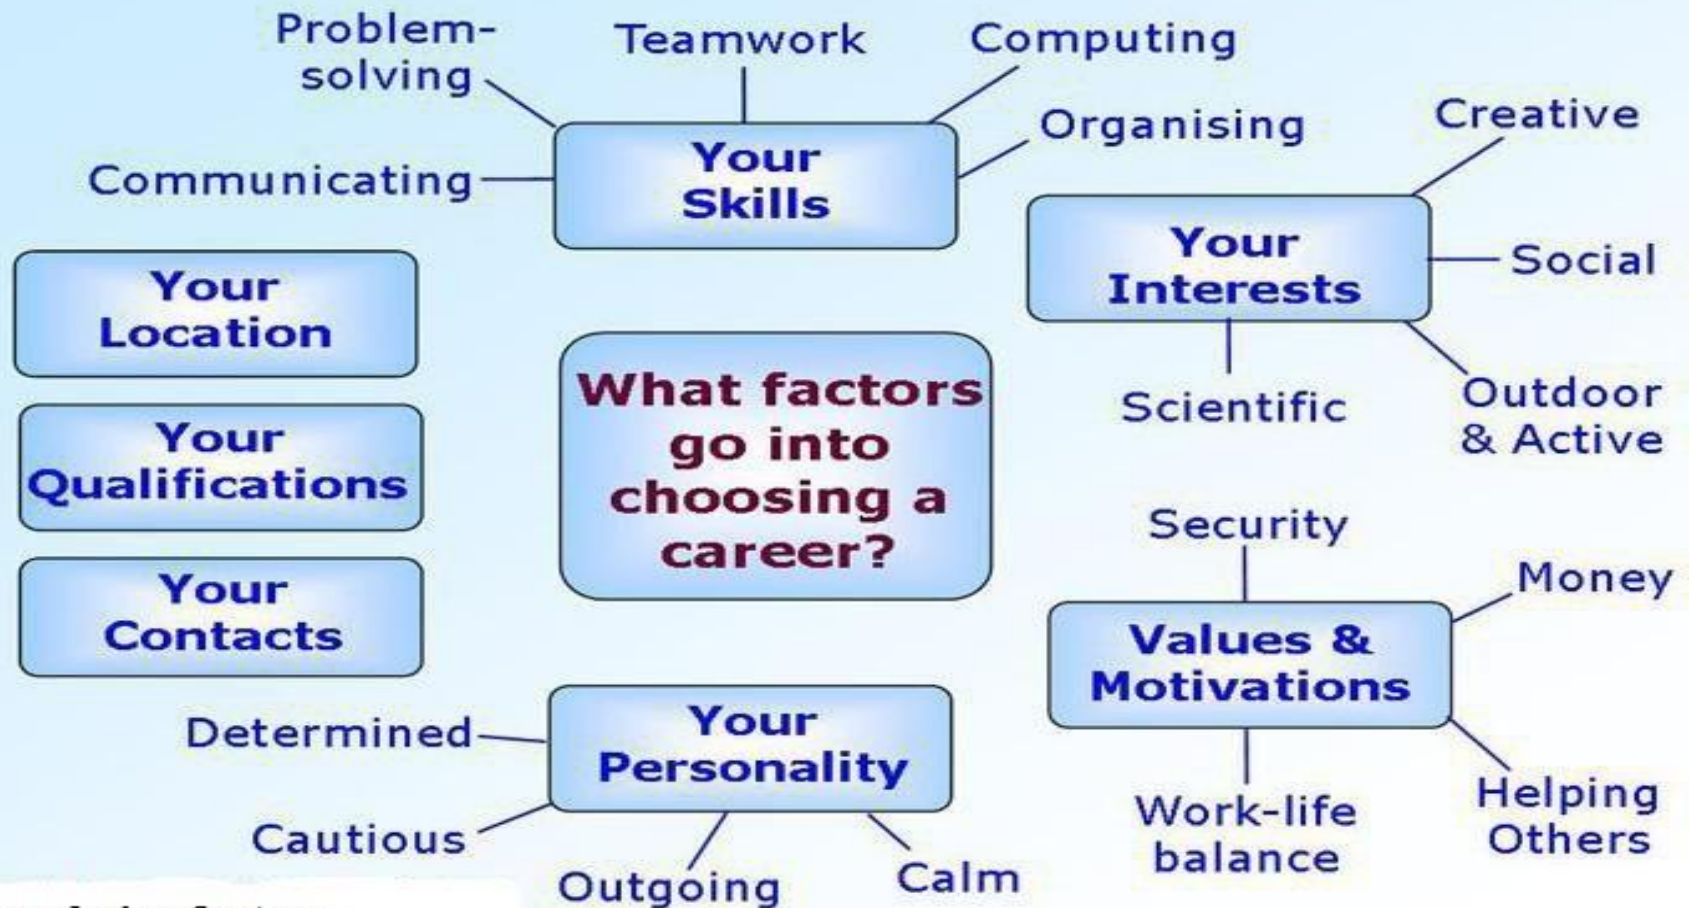 Problem-
solving
Teamwork
Computing
Organising
Communicating
Your
Skills
Creative
Your
Interests
Social
Scientific
Outdoor
& Active
Your
Location
Your
Qualifications
Your
Contacts
What factors
go into
choosing a
career?
Security
Money
Values &
Motivations
Work-life
balance
Helping
Others
Determined
Your
Personality
Cautious
Outgoing
Calm